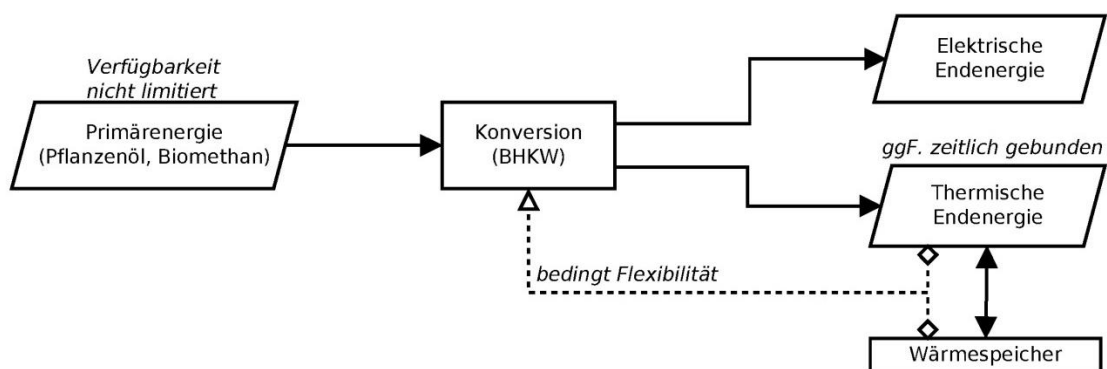 Verfügbarkeit
nicht limitiert
Primärenergie
(Pflanzenöl, Biomethan)
Konversion
(BHKW)
Elektrische
Endenergie
ggF. zeitlich gebunden
Thermische
Endenergie
bedingt Flexibilität
Wärmespeicher